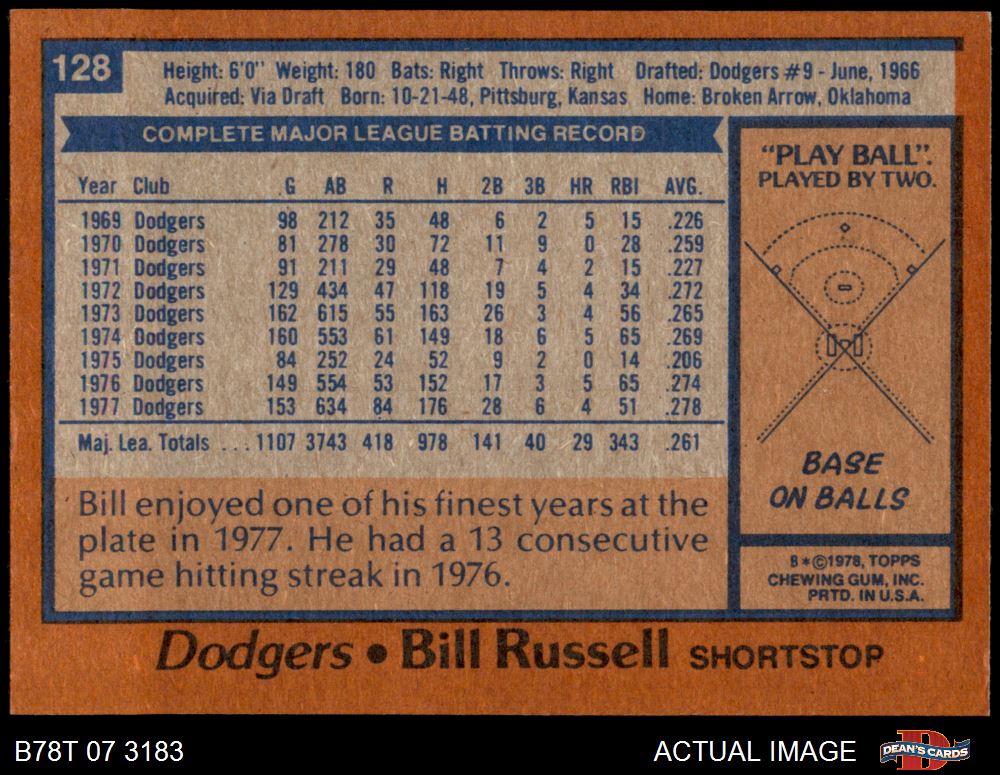 128
Height: 6'0" Weight: 180 Bats: Right Throws: Right Drafted: Dodgers #9 - June, 1966
Acquired: Via Draft Born: 10-21-48, Pittsburg, Kansas Home: Broken Arrow, Oklahoma
COMPLETE MAJOR LEAGUE BATTING RECORD
Year Club G AB R H 2B 3B HR RBI AVG.
1969 Dodgers 98 212 35 48 6 2 5 15 .226
1970 Dodgers 81 278 30 72 11 9 0 28 .259
1971 Dodgers 91 211 29 48 7 4 2 15 .227
1972 Dodgers 129 434 47 118 19 5 4 34 .272
1973 Dodgers 162 615 55 163 26 3 4 56 .265
1974 Dodgers 160 553 61 149 18 6 5 65 .269
1975 Dodgers 84 252 24 52 9 2 0 14 .206
1976 Dodgers 149 554 53 152 17 3 5 65 .274
1977 Dodgers 153 634 84 176 28 6 4 51 .278
Maj. Lea. Totals ... 1107 3743 418 978 141 40 29 343 .261
Bill enjoyed one of his finest years at the
plate in 1977. He had a 13 consecutive
game hitting streak in 1976.
"PLAY BALL".
PLAYED BY TWO.
BASE
ON BALLS
B*©1978, TOPPS
CHEWING GUM, INC.
PRTD. IN U.S.A.
Dodgers • Bill Russell SHORTSTOP
B78T 07 3183
ACTUAL IMAGE
D
DEAN'S CARDS